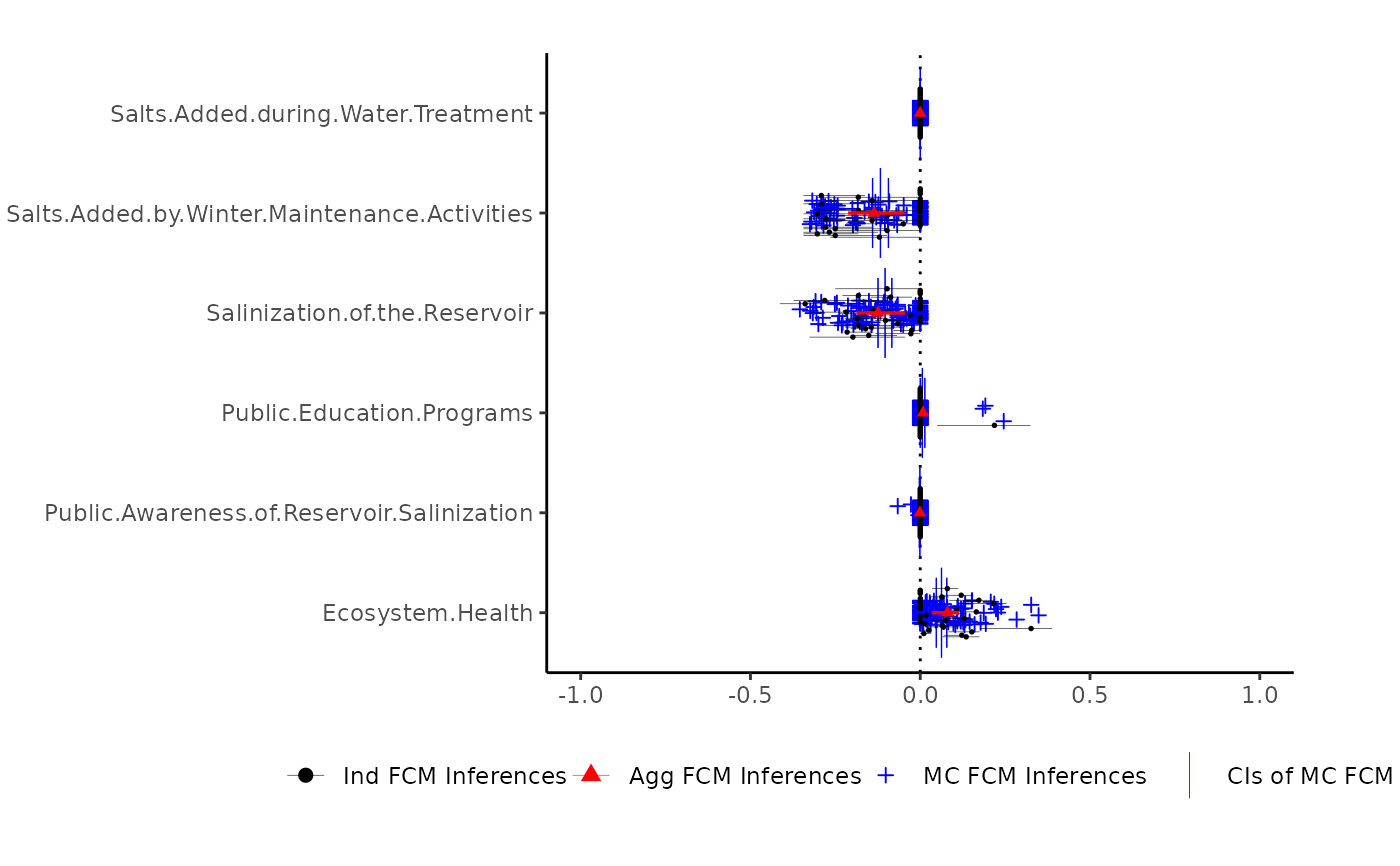 Salts.Added.during.Water.Treatment
Salts.Added.by.Winter.Maintenance.Activities
Salinization.of.the.Reservoir
Public.Education.Programs
Public.Awareness.of.Reservoir.Salinization
Ecosystem.Health
-1.0 -0.5 0.0 0.5 1.0
Ind FCM Inferences Agg FCM Inferences MC FCM Inferences CIs of MC FCM